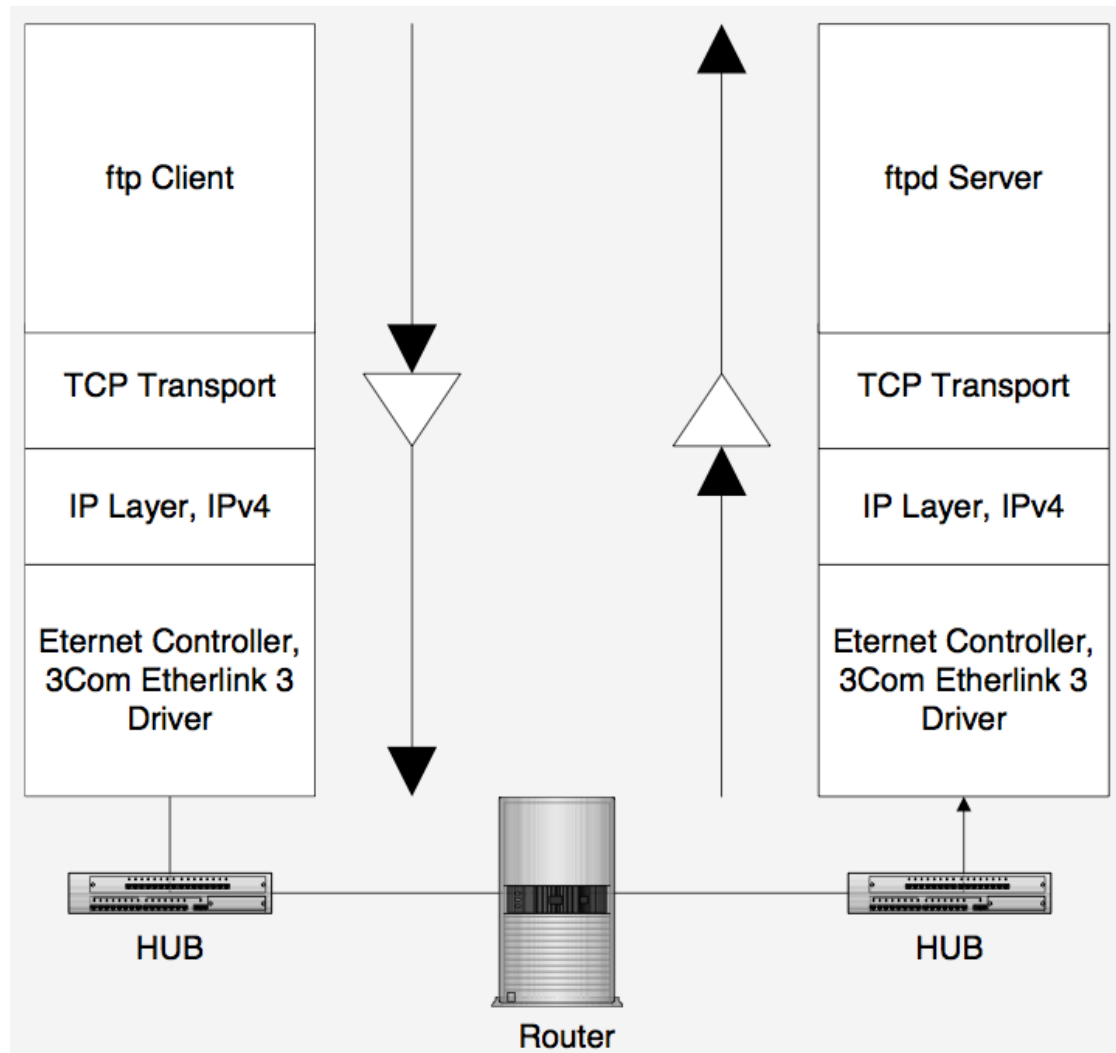 ftp Client
TCP Transport
IP Layer, IPv4
Eternet Controller,
3Com Etherlink 3
Driver
HUB
Router
ftpd Server
TCP Transport
IP Layer, IPv4
Eternet Controller,
3Com Etherlink 3
Driver
HUB